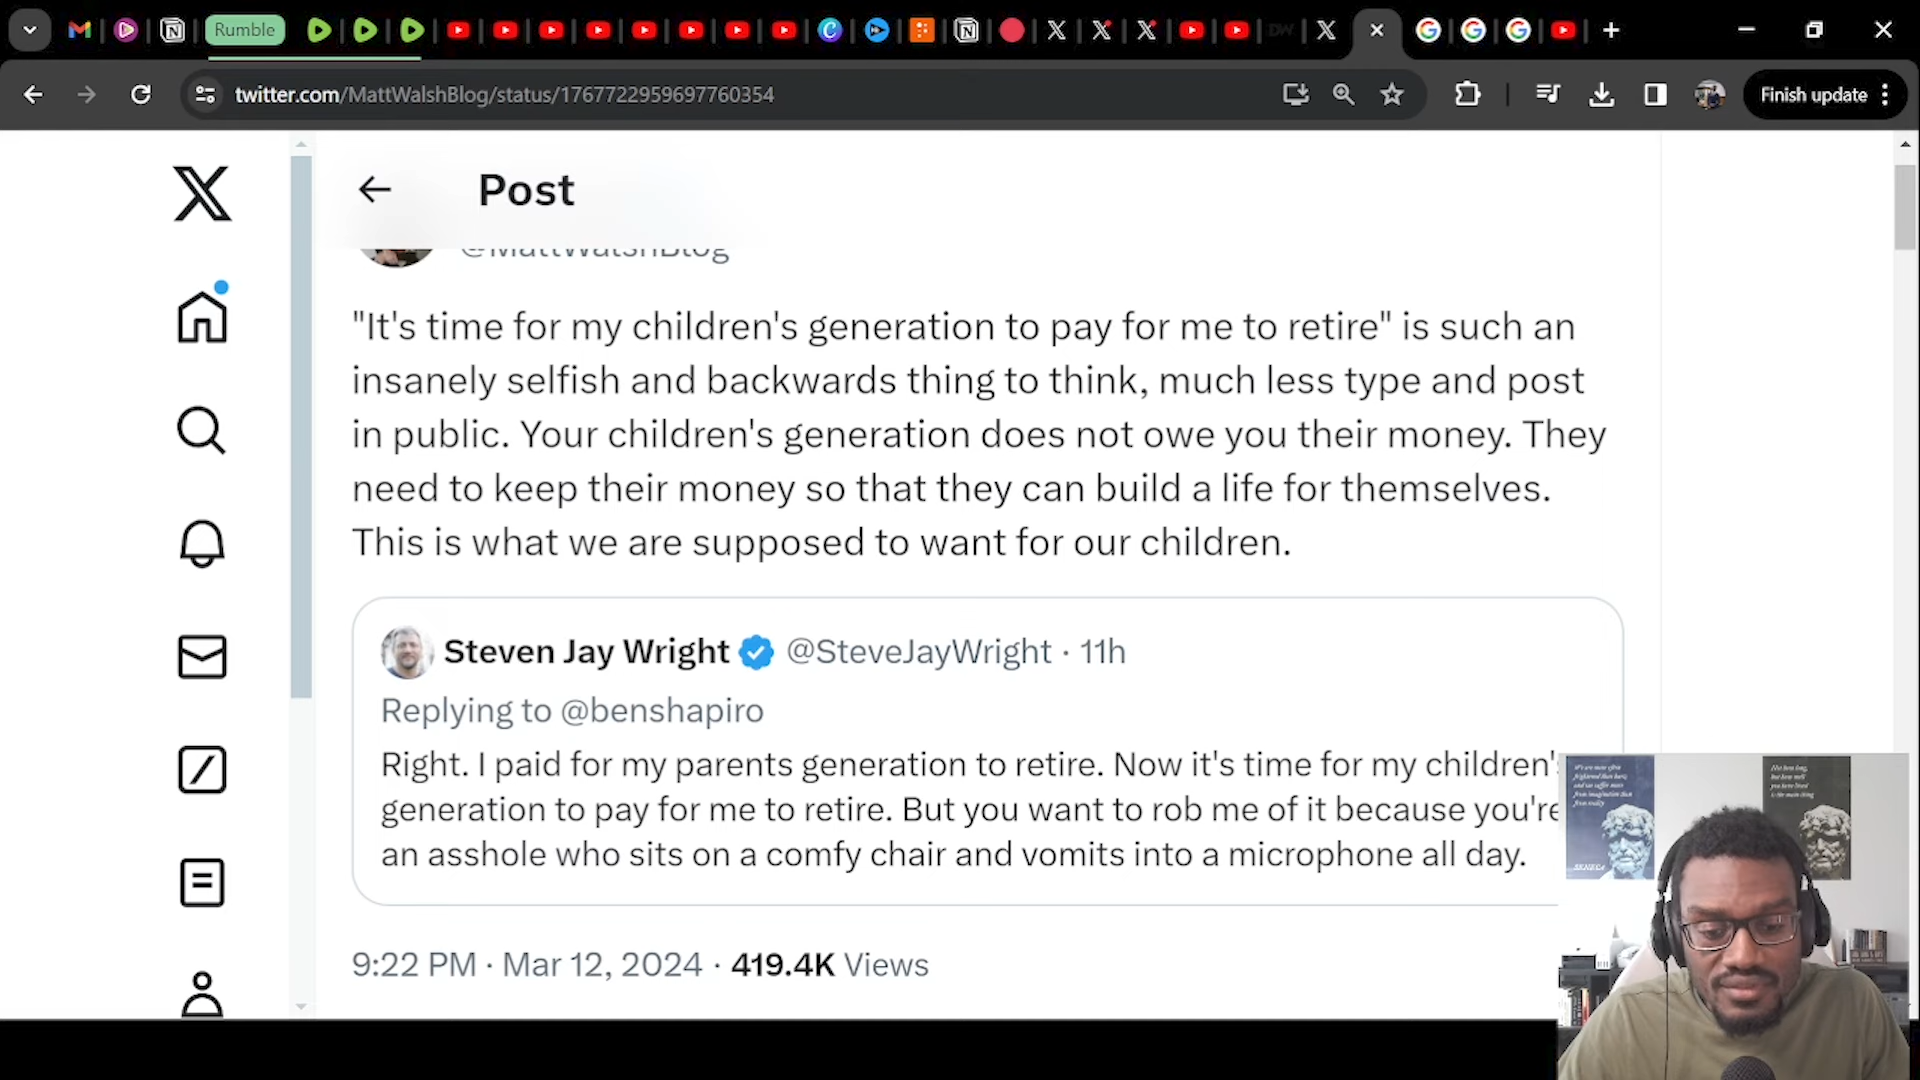 Rumble
twitter.com/MattWalshBlog/status/1767722959697760354
Finish update
Post
@MattWalshBlog
"It's time for my children's generation to pay for me to retire" is such an
insanely selfish and backwards thing to think, much less type and post
in public. Your children's generation does not owe you their money. They
need to keep their money so that they can build a life for themselves.
This is what we are supposed to want for our children.
Steven Jay Wright @SteveJayWright · 11h
Replying to @benshapiro
Right. I paid for my parents generation to retire. Now it's time for my children's
generation to pay for me to retire. But you want to rob me of it because you're
an asshole who sits on a comfy chair and vomits into a microphone all day.
9:22 PM · Mar 12, 2024 · 419.4K Views
SENECA